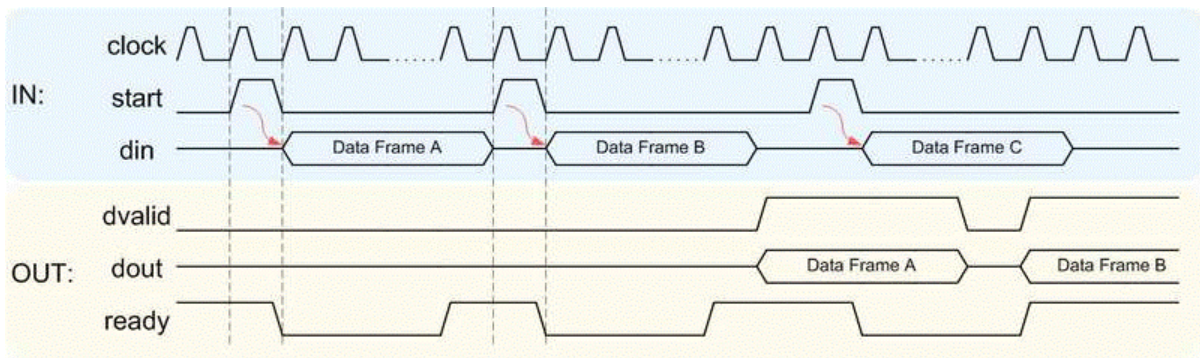 IN:
clock
start
din
Data Frame A
Data Frame B
Data Frame C
OUT:
dvalid
dout
Data Frame A
Data Frame B
ready